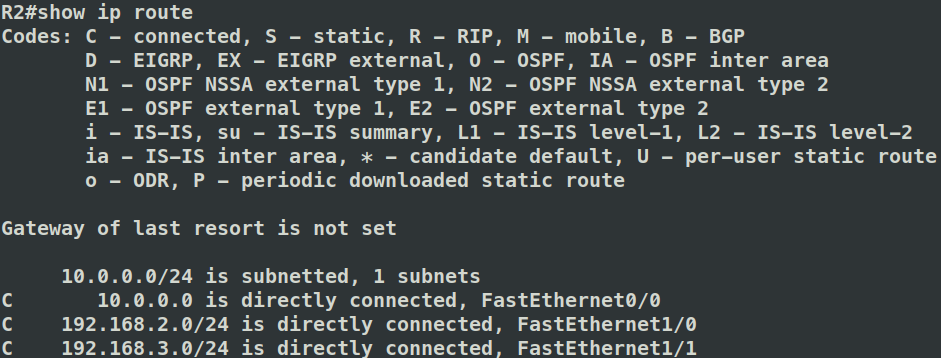 R2#show ip route
Codes: C – connected, S – static, R – RIP, M – mobile, B – BGP
       D – EIGRP, EX – EIGRP external, O – OSPF, IA – OSPF inter area
       N1 – OSPF NSSA external type 1, N2 – OSPF NSSA external type 2
       E1 – OSPF external type 1, E2 – OSPF external type 2
       i – IS–IS, su – IS–IS summary, L1 – IS–IS level–1, L2 – IS–IS level–2
       ia – IS–IS inter area, * – candidate default, U – per–user static route
       o – ODR, P – periodic downloaded static route

Gateway of last resort is not set

     10.0.0.0/24 is subnetted, 1 subnets
C       10.0.0.0 is directly connected, FastEthernet0/0
C    192.168.2.0/24 is directly connected, FastEthernet1/0
C    192.168.3.0/24 is directly connected, FastEthernet1/1